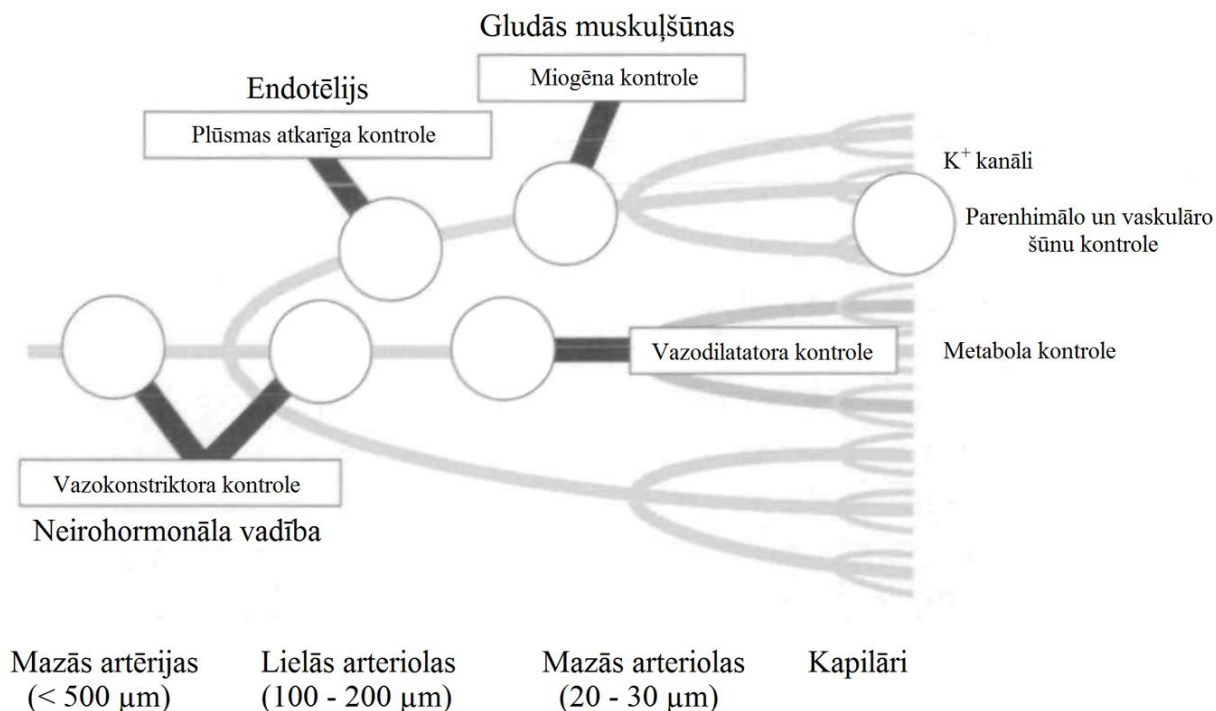 Gludās muskuļšūnas
Miogēna kontrole
Endotēlijs
Plūsmas atkarīga kontrole
K⁺ kanāli
Parenhimālo un vaskulāro
šūnu kontrole
Vazodilatatora kontrole
Metabola kontrole
Vazokonstriktora kontrole
Neirohormonāla vadība
Mazās artērijas
(< 500 µm)
Lielās arteriolas
(100 - 200 µm)
Mazās arteriolas
(20 - 30 µm)
Kapilāri